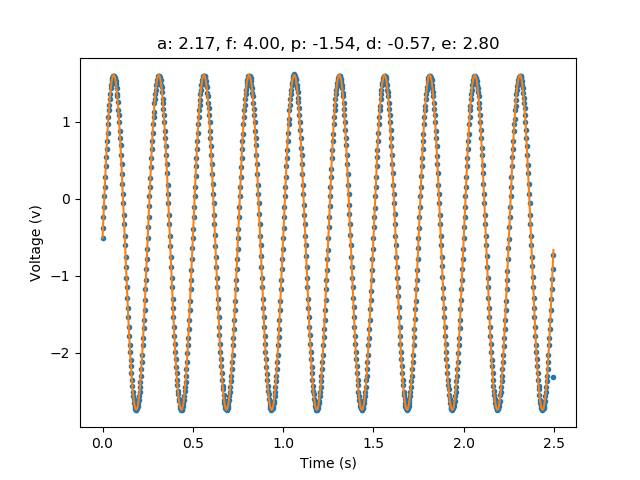 a: 2.17, f: 4.00, p: -1.54, d: -0.57, e: 2.80
1
0
−1
−2
Voltage (v)
0.0 0.5 1.0 1.5 2.0 2.5
Time (s)